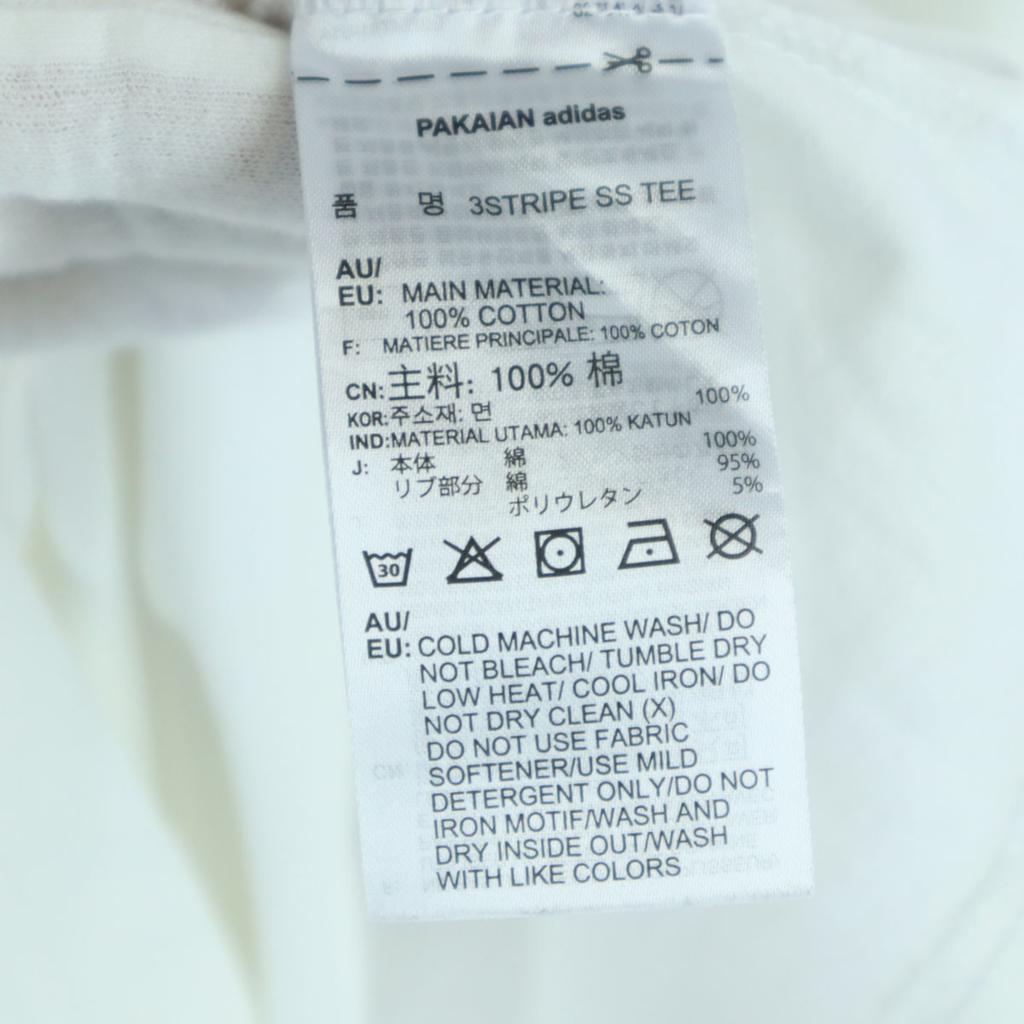 PAKAIAN adidas
품 명 3STRIPE SS TEE
AU/
EU: MAIN MATERIAL:
100% COTTON
F: MATIERE PRINCIPALE: 100% COTON
CN: 主料: 100% 棉
KOR: 주소재: 면 100%
IND: MATERIAL UTAMA: 100% KATUN
J: 本体 綿 100%
リブ部分 綿 95%
ポリウレタン 5%
30
AU/
EU: COLD MACHINE WASH/ DO
NOT BLEACH/ TUMBLE DRY
LOW HEAT/ COOL IRON/ DO
NOT DRY CLEAN (X)
DO NOT USE FABRIC
SOFTENER/USE MILD
DETERGENT ONLY/DO NOT
IRON MOTIF/WASH AND
DRY INSIDE OUT/WASH
WITH LIKE COLORS